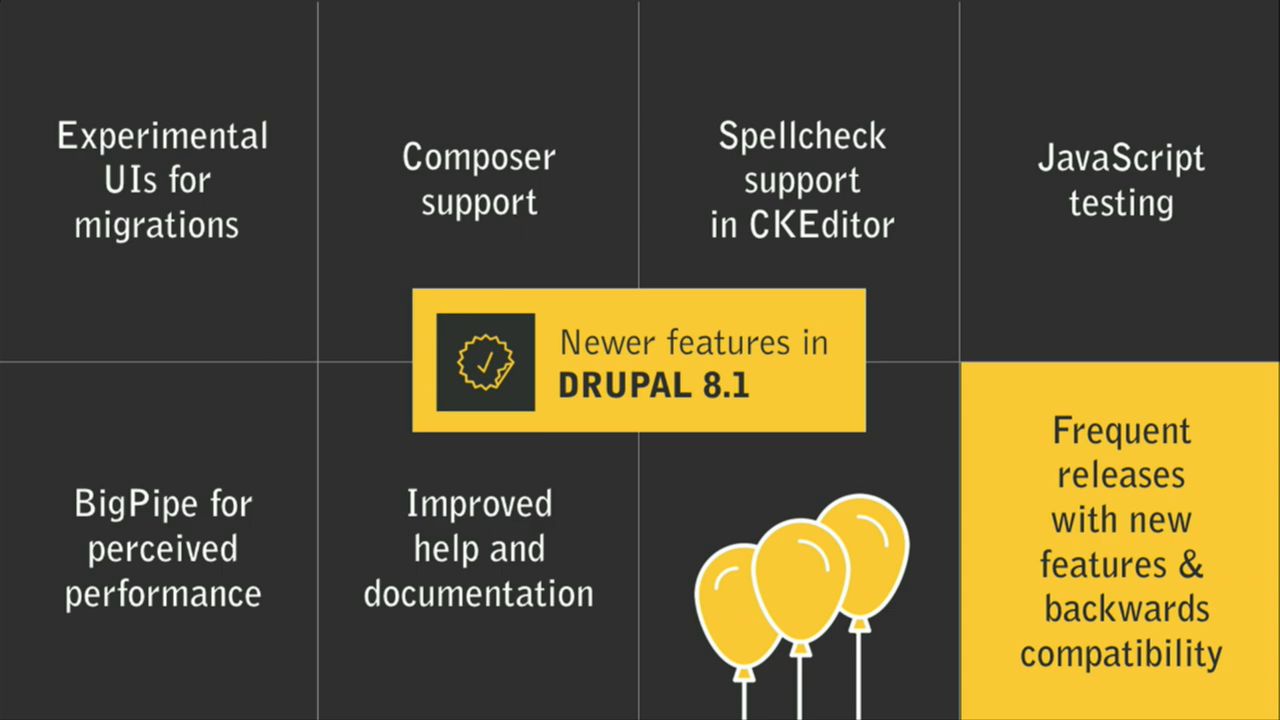 Experimental
UIs for
migrations
Composer
support
Spellcheck
support
in CKEditor
JavaScript
testing
Newer features in
DRUPAL 8.1
BigPipe for
perceived
performance
Improved
help and
documentation
Frequent
releases
with new
features &
backwards
compatibility